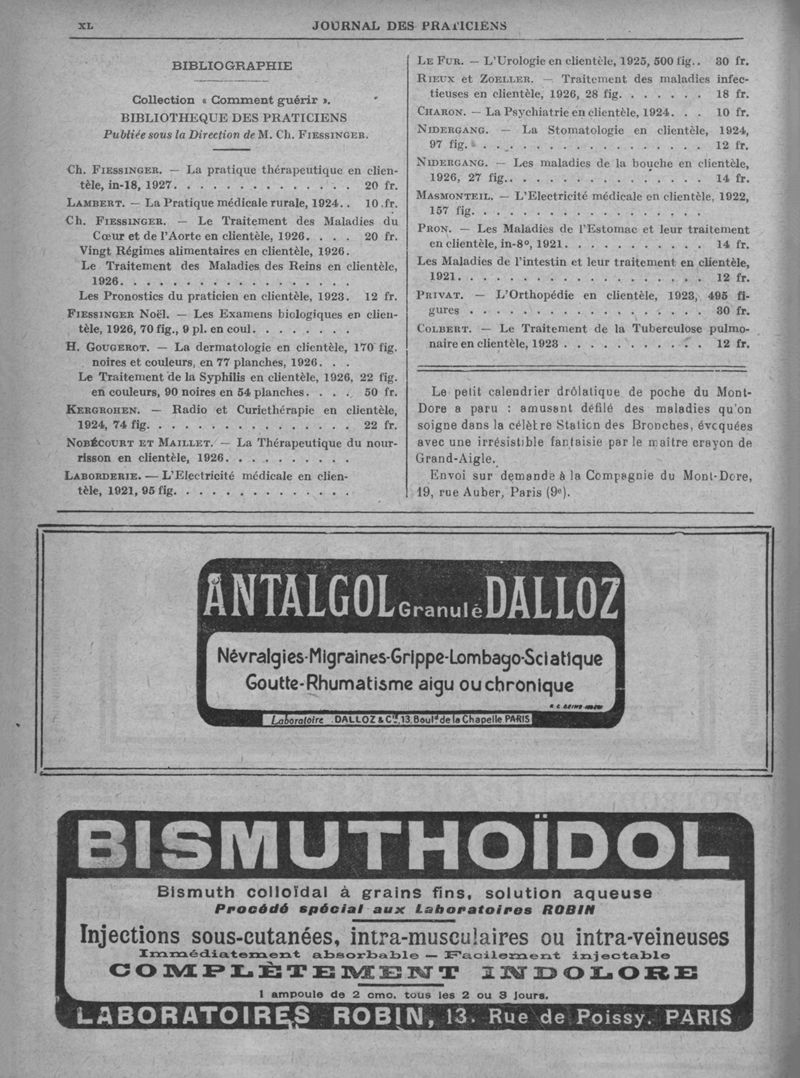 XL
JOURNAL DES PRATICIENS
BIBLIOGRAPHIE
Collection « Comment guérir ».
BIBLIOTHEQUE DES PRATICIENS
Publiée sous la Direction de M. Ch. FIESSINGER.
Ch. FIESSINGER. — La pratique thérapeutique en clien-
tèle, in-18, 1927. . . . . . . . . . . . . . 20 fr.
LAMBERT. — La Pratique médicale rurale, 1924. . 10 fr.
Ch. FIESSINGER. — Le Traitement des Maladies du
Cœur et de l'Aorte en clientèle, 1926. . . . 20 fr.
Vingt Régimes alimentaires en clientèle, 1926.
Le Traitement des Maladies des Reins en clientèle,
1926. . . . . . . . . . . . . . . . .
Les Pronostics du praticien en clientèle, 1923. 12 fr.
FIESSINGER Noël. — Les Examens biologiques en clien-
tèle, 1926, 70 fig., 9 pl. en coul. . . . . . . .
H. GOUGEROT. — La dermatologie en clientèle, 170 fig.
noires et couleurs, en 77 planches, 1926. . .
Le Traitement de la Syphilis en clientèle, 1926, 22 fig.
en couleurs, 90 noires en 54 planches. . . . 50 fr.
KERGROHEN. — Radio et Curiethérapie en clientèle,
1924, 74 fig. . . . . . . . . . . . . . . . 22 fr.
NOBÉCOURT ET MAILLET. — La Thérapeutique du nour-
risson en clientèle, 1926. . . . . . . . . .
LABORDERIE. — L'Electricité médicale en clien-
tèle, 1921, 95 fig. . . . . . . . . . . . . .
LE FUR. — L'Urologie en clientèle, 1925, 500 fig. . 30 fr.
RIEUX et ZOELLER. — Traitement des maladies infec-
tieuses en clientèle, 1926, 28 fig. . . . . . . 18 fr.
CHARON. — La Psychiatrie en clientèle, 1924. . . 10 fr.
NIDERGANG. — La Stomatologie en clientèle, 1924,
97 fig. . . . . . . . . . . . . . . . . . 12 fr.
NIDERGANG. — Les maladies de la bouche en clientèle,
1926, 27 fig. . . . . . . . . . . . . . . . 14 fr.
MASMONTEIL. — L'Electricité médicale en clientèle, 1922,
157 fig. . . . . . . . . . . . . . . . . .
PRON. — Les Maladies de l'Estomac et leur traitement
en clientèle, in-8º, 1921. . . . . . . . . . . 14 fr.
Les Maladies de l'intestin et leur traitement en clientèle,
1921. . . . . . . . . . . . . . . . . . . 12 fr.
PRIVAT. — L'Orthopédie en clientèle, 1923, 495 fi-
gures . . . . . . . . . . . . . . . . . . 30 fr.
COLBERT. — Le Traitement de la Tuberculose pulmo-
naire en clientèle, 1923 . . . . . . . . . . 12 fr.
Le petit calendrier drôlatique de poche du Mont-
Dore a paru : amusant défilé des maladies qu'on
soigne dans la célèbre Station des Bronches, évoquées
avec une irrésistible fantaisie par le maître crayon de
Grand-Aigle.
Envoi sur demande à la Compagnie du Mont-Dore,
19, rue Auber, Paris (9e).
ANTALGOL Granulé DALLOZ
Névralgies-Migraines-Grippe-Lombago-Sciatique
Goutte-Rhumatisme aigu ou chronique
Laboratoire DALLOZ & Cie, 13, Bould de la Chapelle PARIS
BISMUTHOÏDOL
Bismuth colloïdal à grains fins, solution aqueuse
Procédé spécial aux Laboratoires ROBIN
Injections sous-cutanées, intra-musculaires ou intra-veineuses
Immédiatement absorbable — Facilement injectable
COMPLÈTEMENT INDOLORE
1 ampoule de 2 cmc. tous les 2 ou 3 jours.
LABORATOIRES ROBIN, 13. Rue de Poissy. PARIS